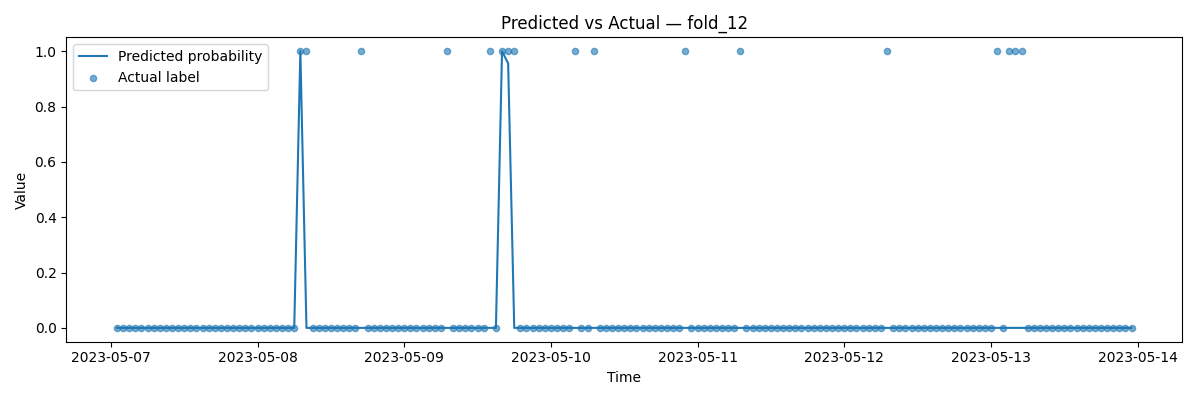 Predicted vs Actual — fold_12
Predicted probability
Actual label
1.0
0.8
0.6
0.4
0.2
0.0
Value
2023-05-07 2023-05-08 2023-05-09 2023-05-10 2023-05-11 2023-05-12 2023-05-13 2023-05-14
Time